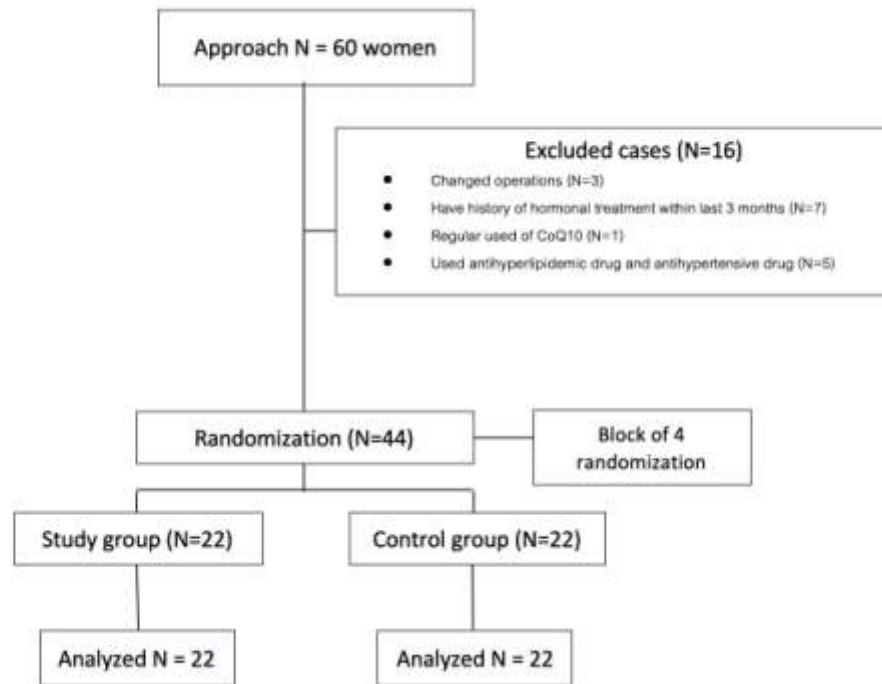 Approach N = 60 women
Excluded cases (N=16)
● Changed operations (N=3)
● Have history of hormonal treatment within last 3 months (N=7)
● Regular used of CoQ10 (N=1)
● Used antihyperlipidemic drug and antihypertensive drug (N=5)
Randomization (N=44)
Block of 4
randomization
Study group (N=22)
Control group (N=22)
Analyzed N = 22
Analyzed N = 22